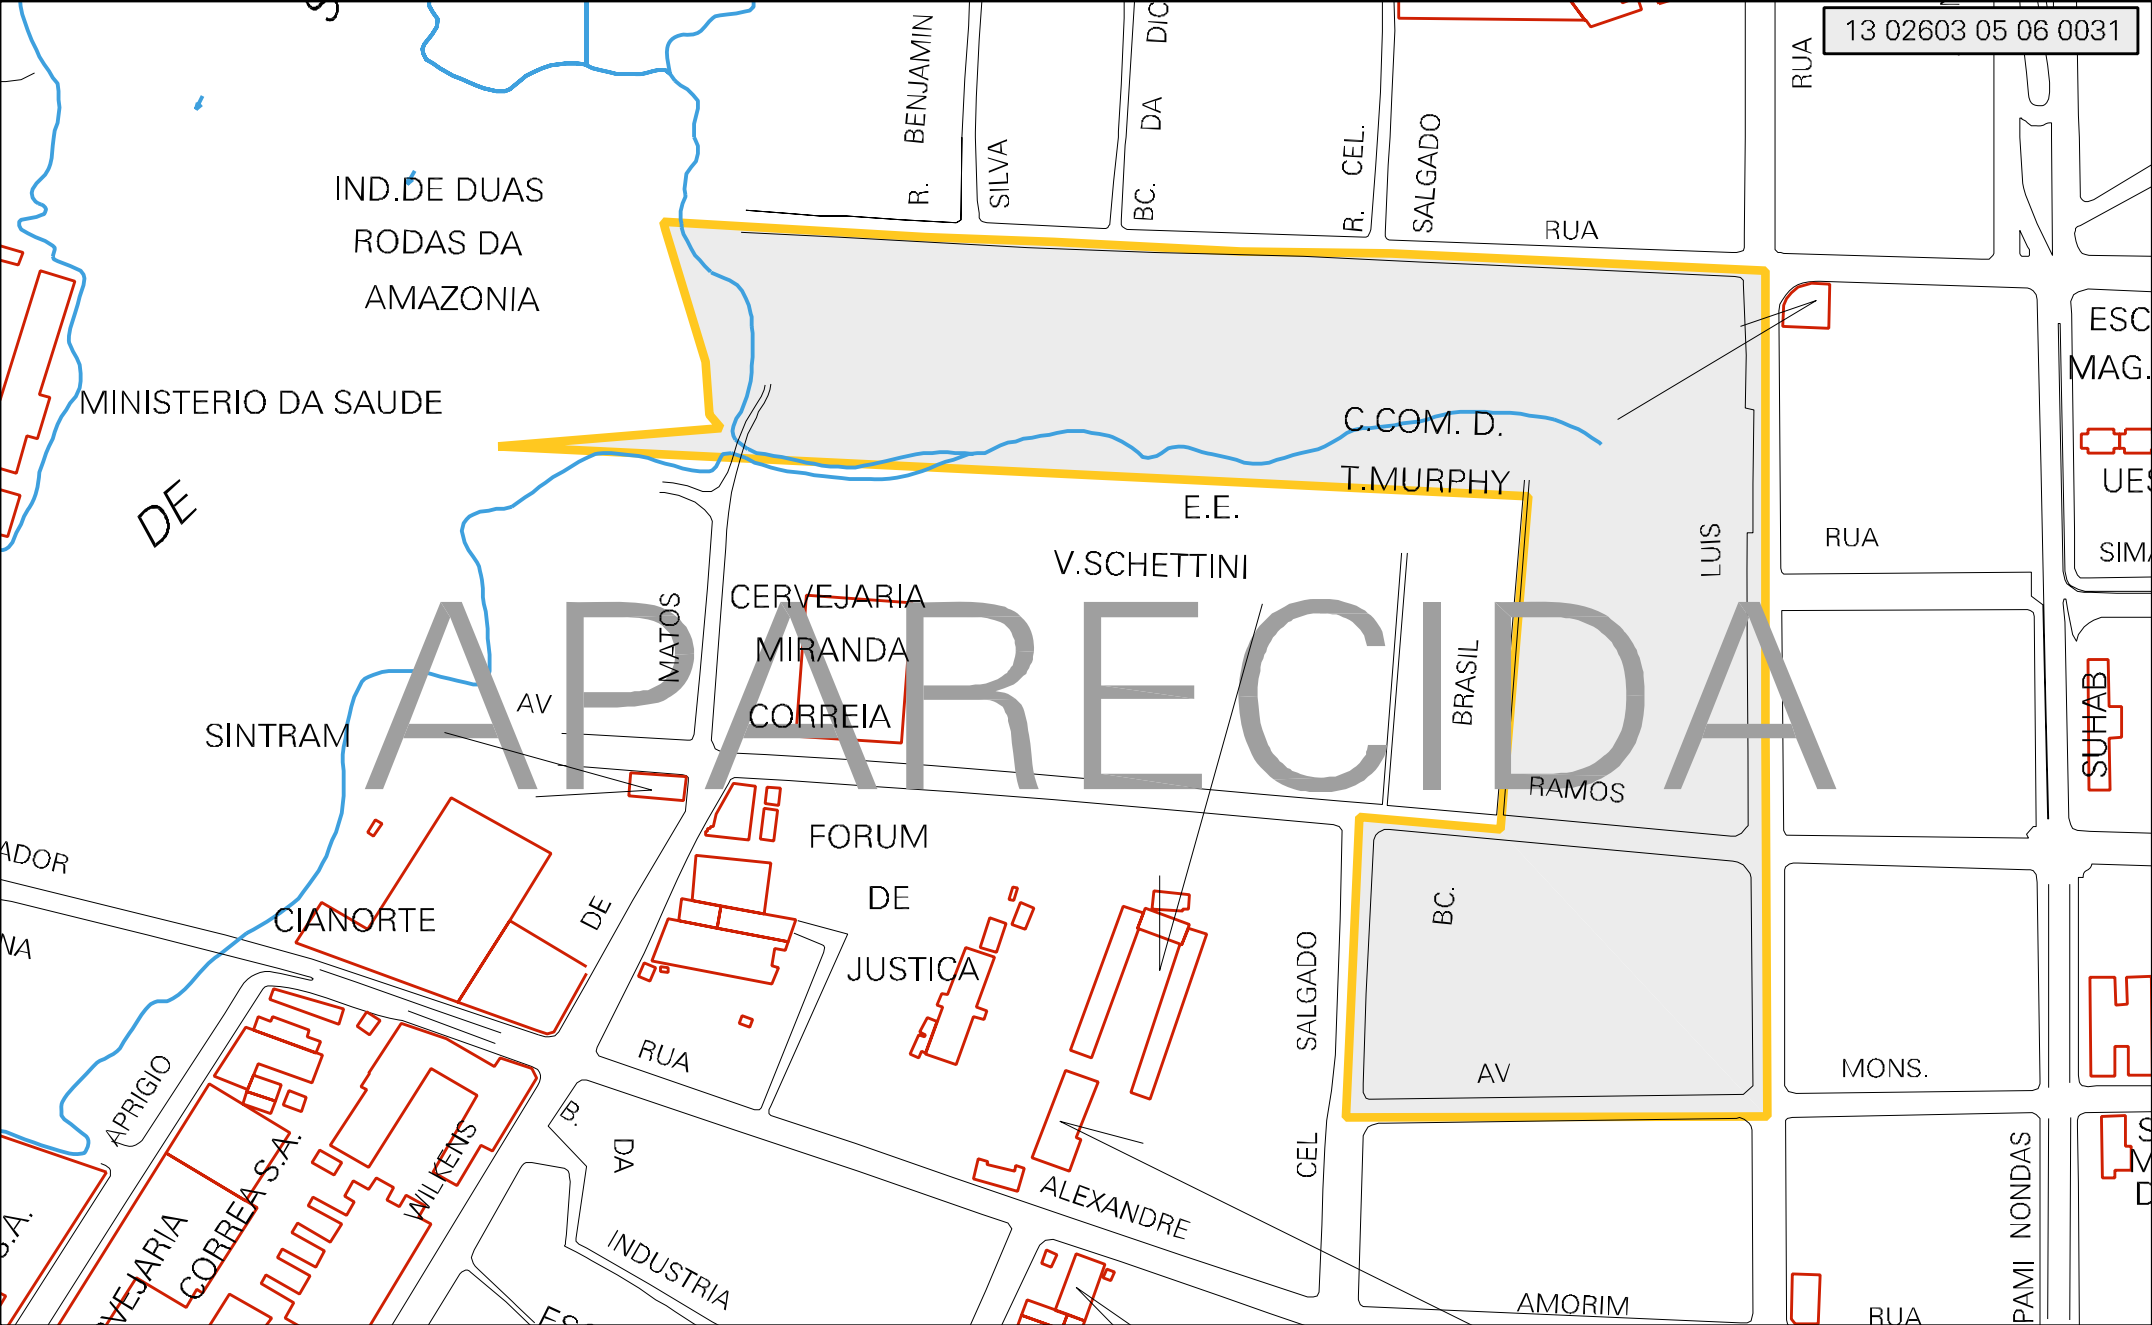 13 02603 05 06 0031
R. BENJAMIN
SILVA
BC. DA DIC
R. CEL.
SALGADO
RUA
RUA
IND.DE DUAS
RODAS DA
AMAZONIA
MINISTERIO DA SAUDE
DE
C.COM. D.
T.MURPHY
E.E.
V.SCHETTINI
LUIS
RUA
ESC
MAG.
UES
SIMA
CERVEJARIA
MIRANDA
CORREIA
MATOS
AV
BRASIL
APARECIDA
SINTRAM
RAMOS
SUHAB
FORUM
DE
JUSTICA
ADOR
NA
CIANORTE
DE
BC.
SALGADO
CEL
AV
MONS.
RUA
APRIGIO
B.
DA
INDUSTRIA
WILKENS
CORREA S.A.
VEJARIA
S.A.
ALEXANDRE
AMORIM
RUA
PAMI NONDAS
S
M
D
ESC